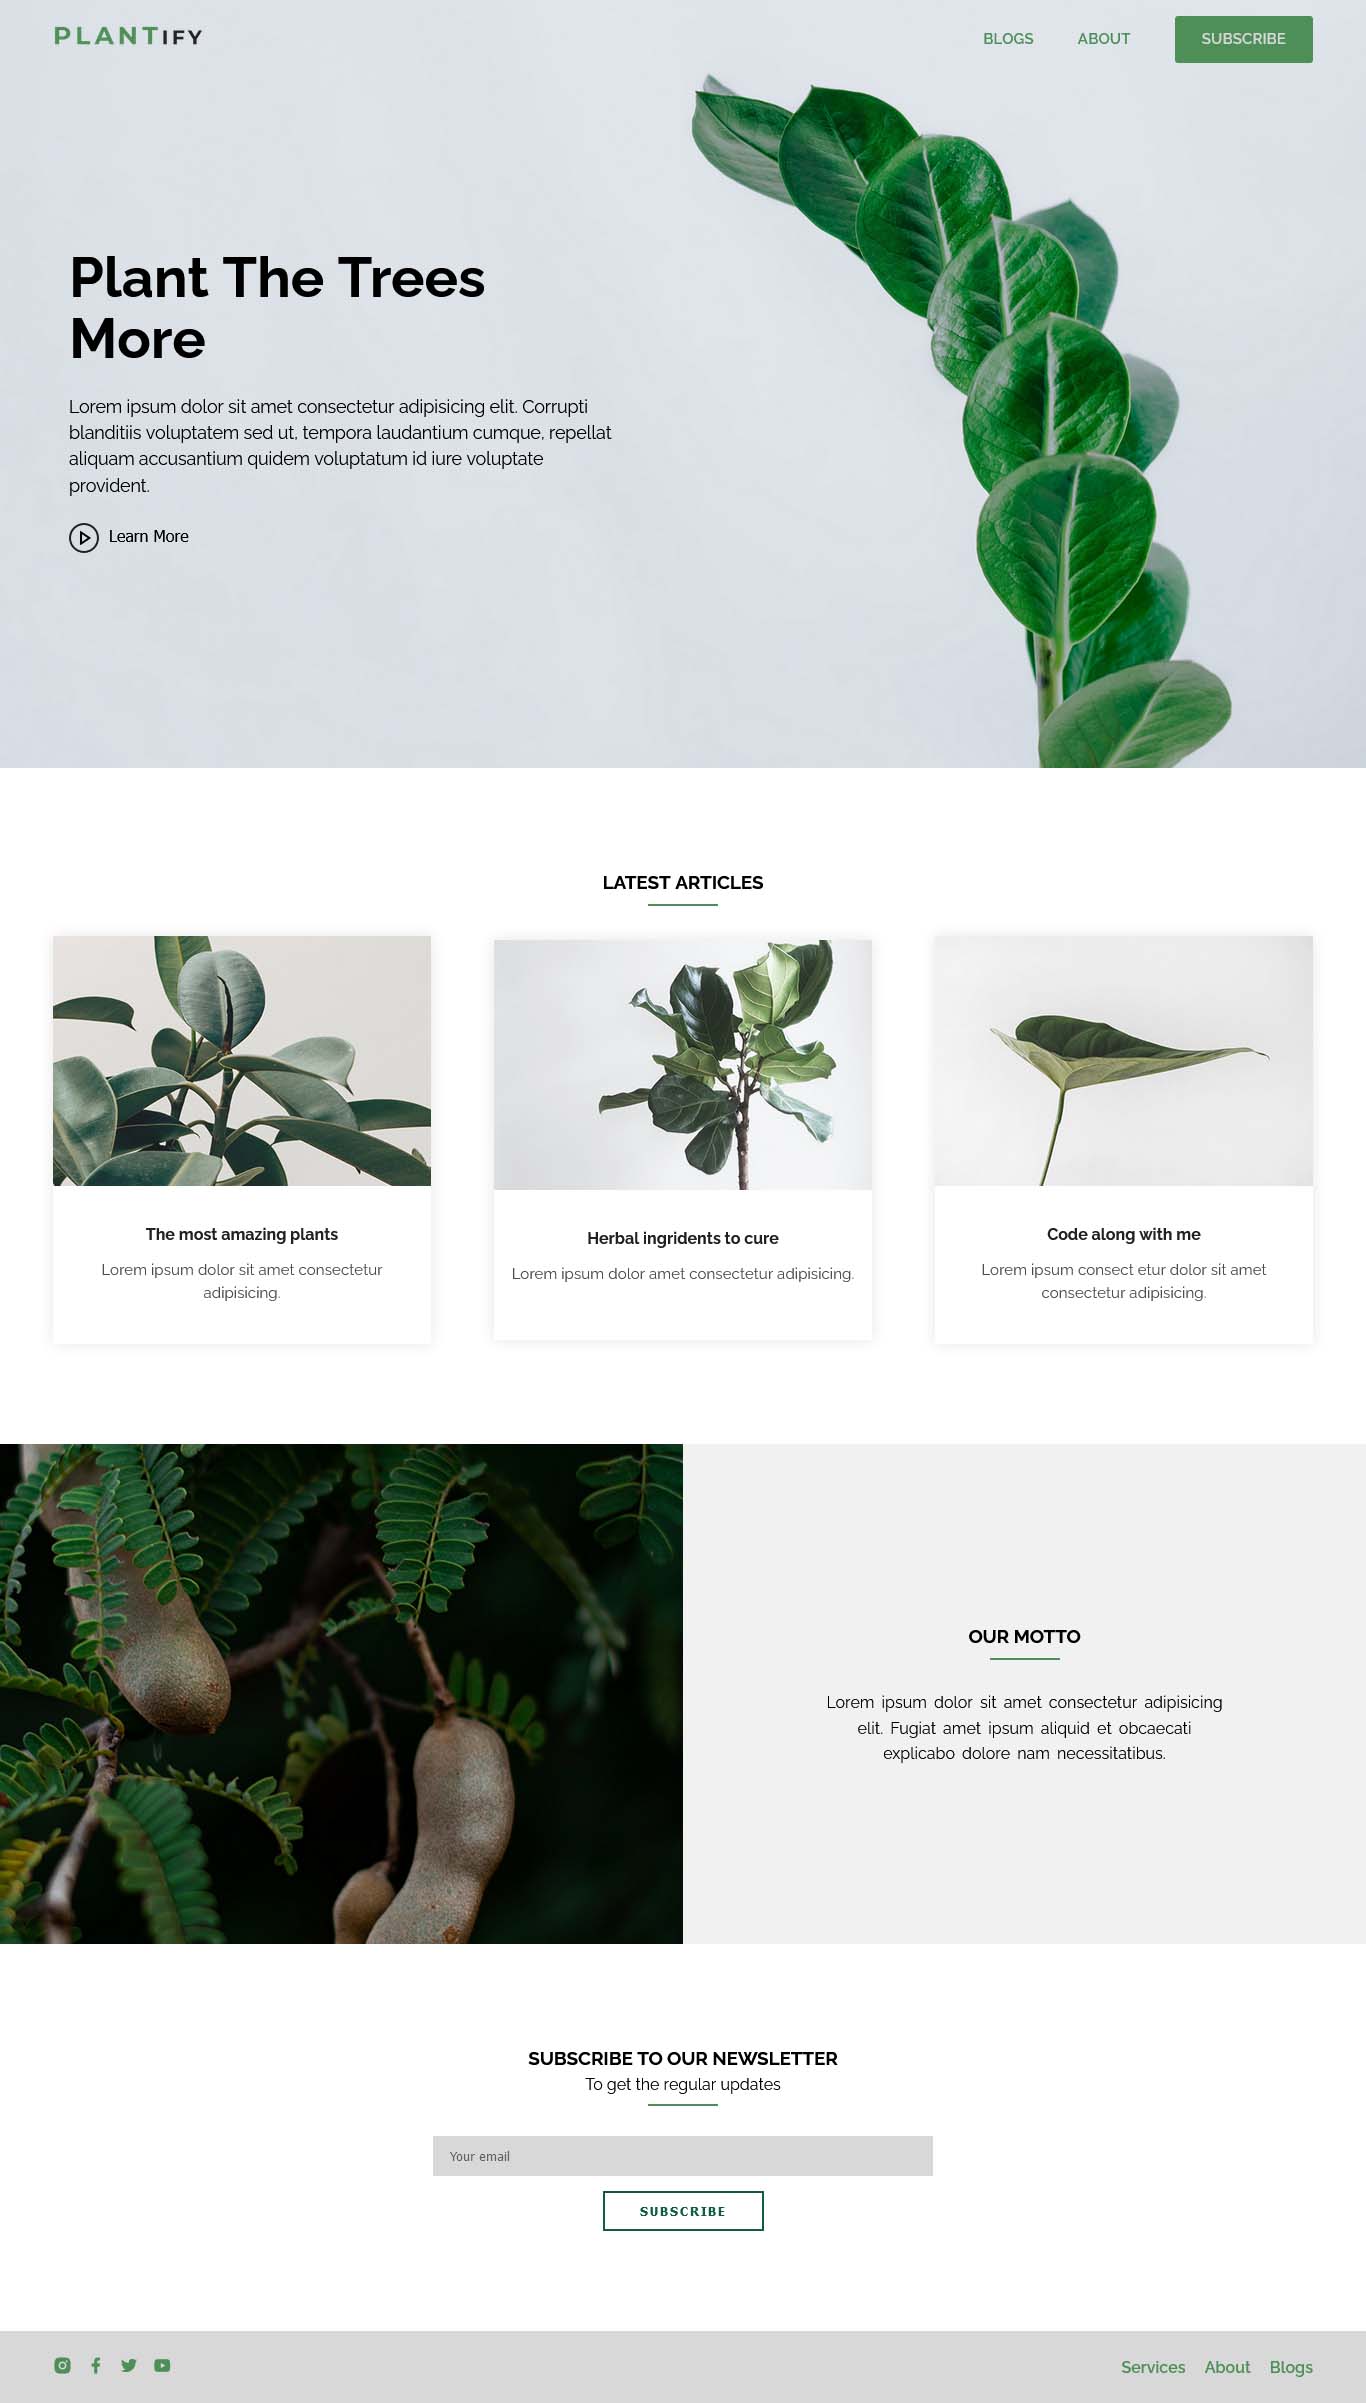 PLANTIFY
BLOGS
ABOUT
SUBSCRIBE
Plant The Trees
More
Lorem ipsum dolor sit amet consectetur adipisicing elit. Corrupti
blanditiis voluptatem sed ut, tempora laudantium cumque, repellat
aliquam accusantium quidem voluptatum id iure voluptate
provident.
Learn More
LATEST ARTICLES
The most amazing plants
Lorem ipsum dolor sit amet consectetur
adipisicing.
Herbal ingridents to cure
Lorem ipsum dolor amet consectetur adipisicing.
Code along with me
Lorem ipsum consect etur dolor sit amet
consectetur adipisicing.
OUR MOTTO
Lorem ipsum dolor sit amet consectetur adipisicing
elit. Fugiat amet ipsum aliquid et obcaecati
explicabo dolore nam necessitatibus.
SUBSCRIBE TO OUR NEWSLETTER
To get the regular updates
Your email
SUBSCRIBE
Services
About
Blogs